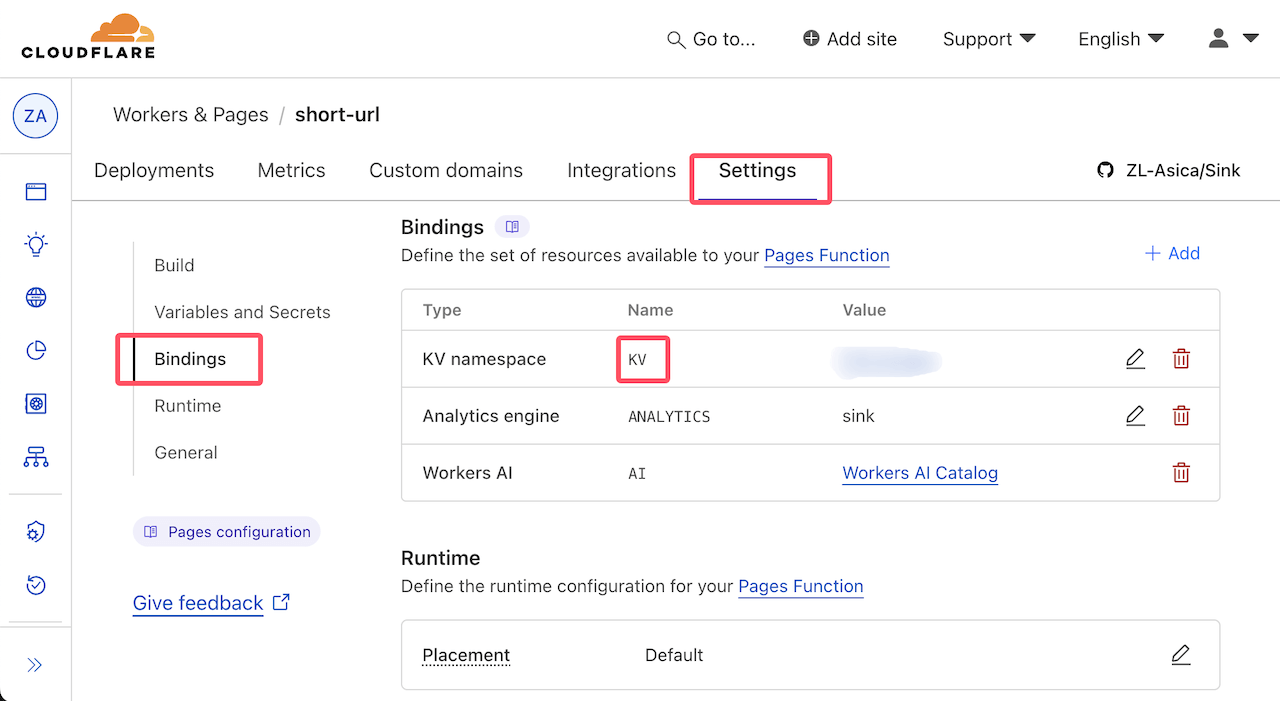 CLOUDFLARE
Go to...
Add site
Support
English
ZA
Workers & Pages / short-url
Deployments
Metrics
Custom domains
Integrations
Settings
ZL-Asica/Sink
Build
Variables and Secrets
Bindings
Runtime
General
Pages configuration
Give feedback
Bindings
Define the set of resources available to your Pages Function
+ Add
Type Name Value
KV namespace KV
Analytics engine ANALYTICS sink
Workers AI AI Workers AI Catalog
Runtime
Define the runtime configuration for your Pages Function
Placement Default